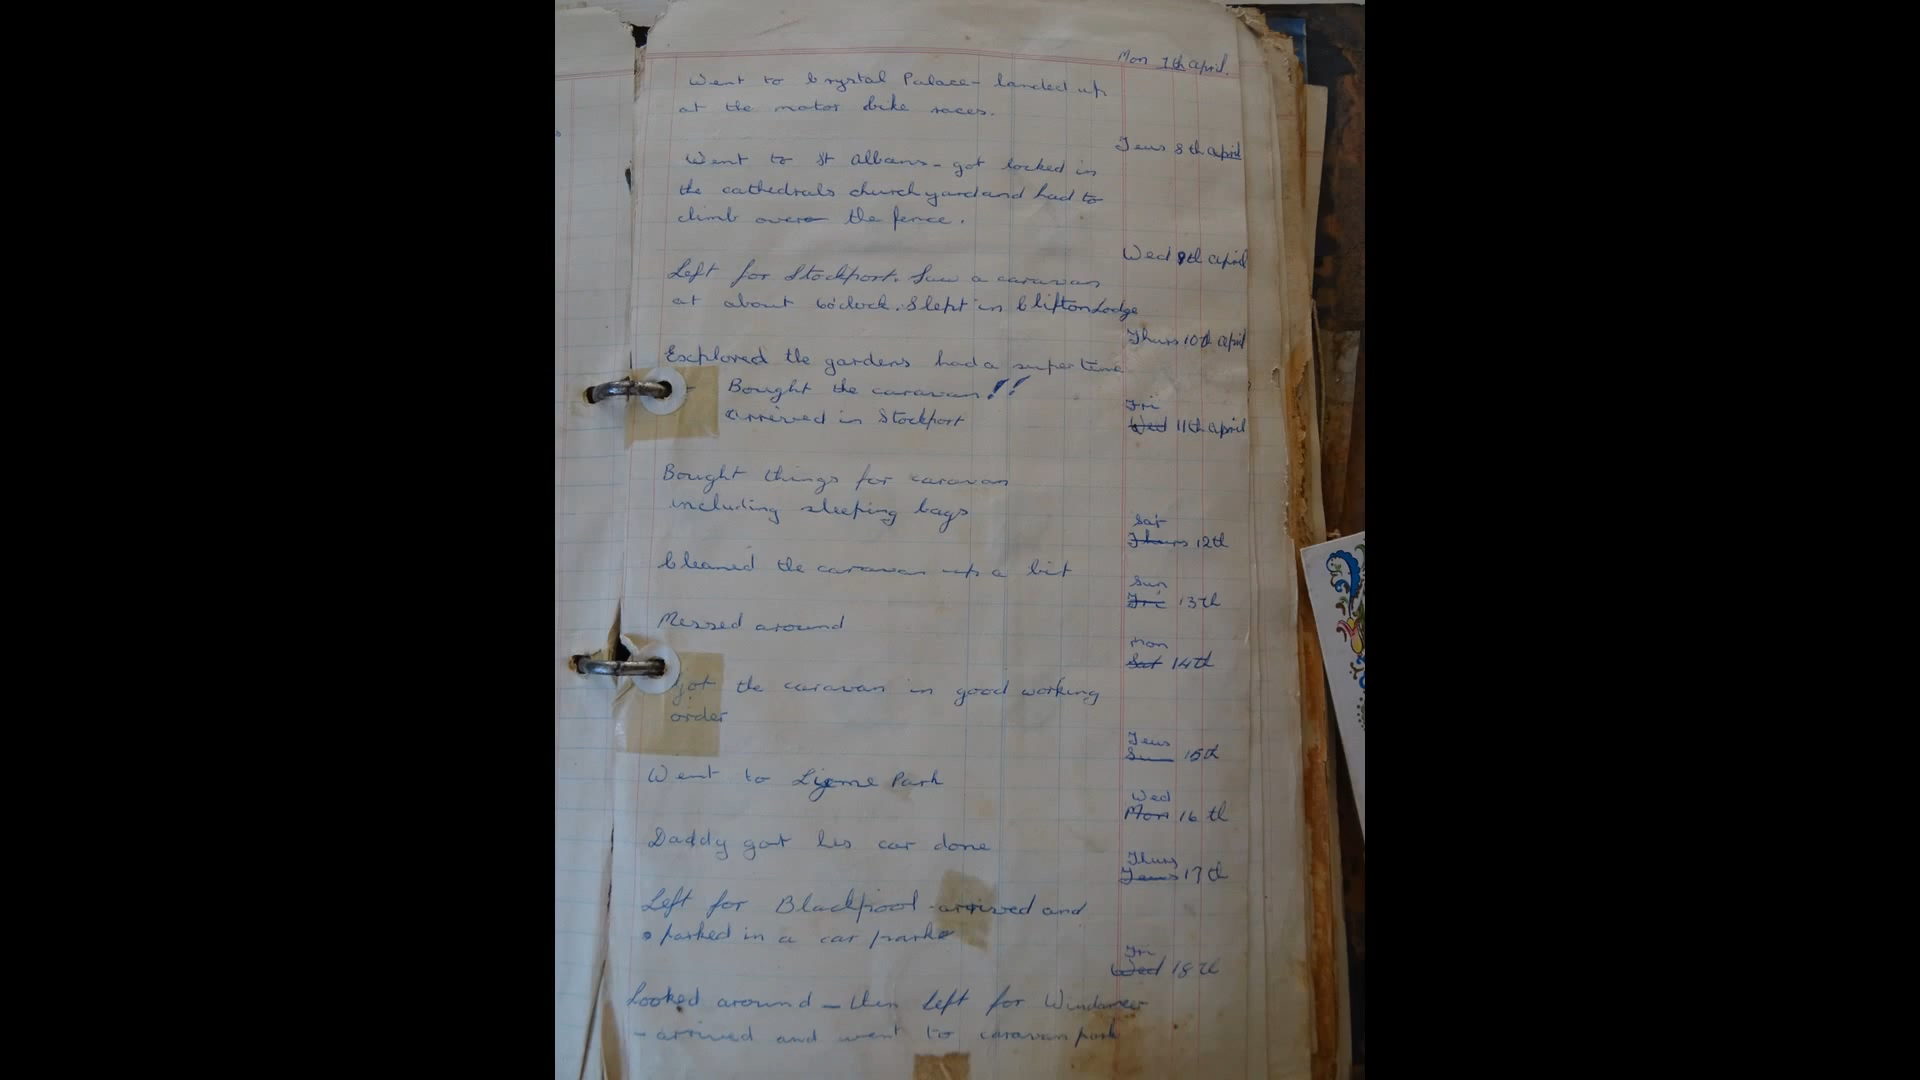 Mon 7th April.
Went to Crystal Palace - landed up
at the motor bike races.
Teus 8th April
Went to St Albans - got locked in
the cathedrals churchyard and had to
climb over the fence.
Wed 9th April
Left for Stockport. Saw a caravan
at about 6o'clock. Slept in Clifton Lodge
Thurs 10th April
Explored the gardens had a super time
- Bought the caravan!!
Arrived in Stockport
Fri
Wed 11th April
Bought things for caravan
including sleeping bags
Sat
Thurs 12th
Cleaned the caravan up a bit
Sun
Fri 13th
Messed around
Mon
Sat 14th
got the caravan in good working
order
Teus
Sun 15th
Went to Lyme Park
Wed
Mon 16th
Daddy got his car done
Thurs
Teus 17th
Left for Blackpool arrived and
parked in a car park
Fri
Wed 18th
Looked around - then left for Windameer
- arrived and went to caravan park